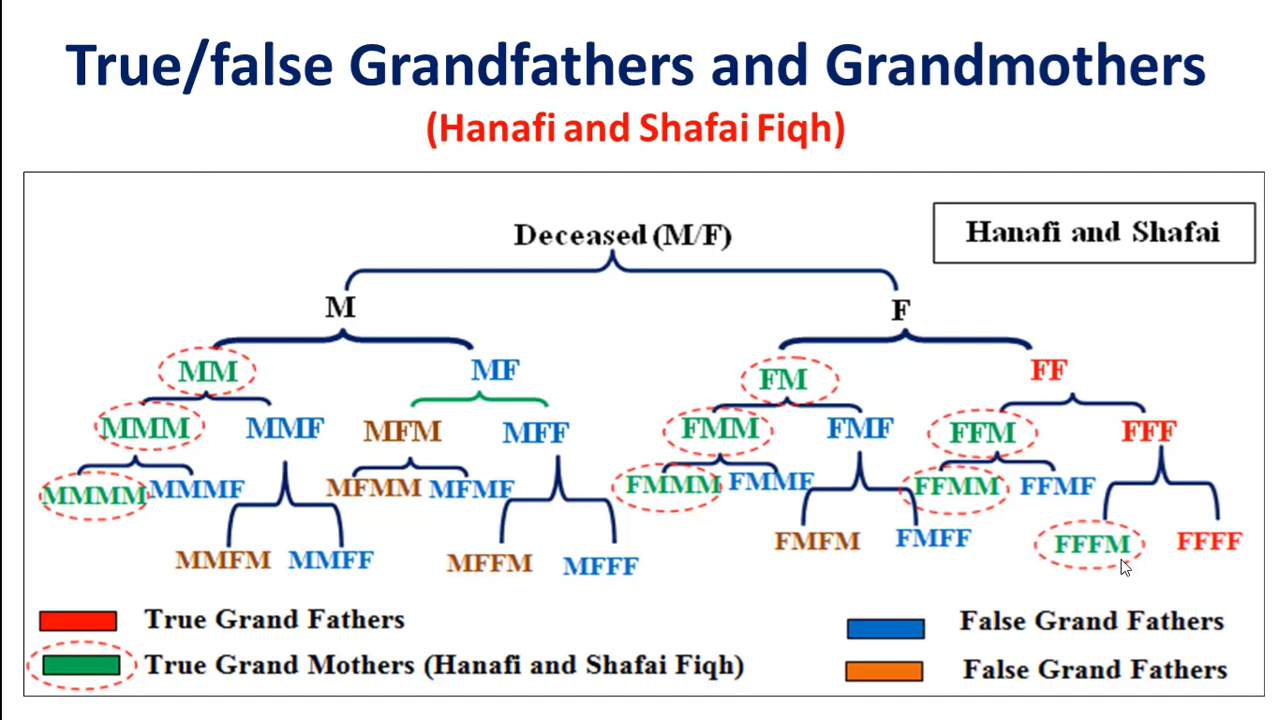 True/false Grandfathers and Grandmothers
(Hanafi and Shafai Fiqh)
Hanafi and Shafai
Deceased (M/F)
M F
MM MF FM FF
MMM MMF MFM MFF FMM FMF FFM FFF
MMMM MMMF MFMM MFMF FMMM FMMF FFMM FFMF
MMFM MMFF MFFM MFFF FMFM FMFF FFFM FFFF
True Grand Fathers
False Grand Fathers
True Grand Mothers (Hanafi and Shafai Fiqh)
False Grand Fathers